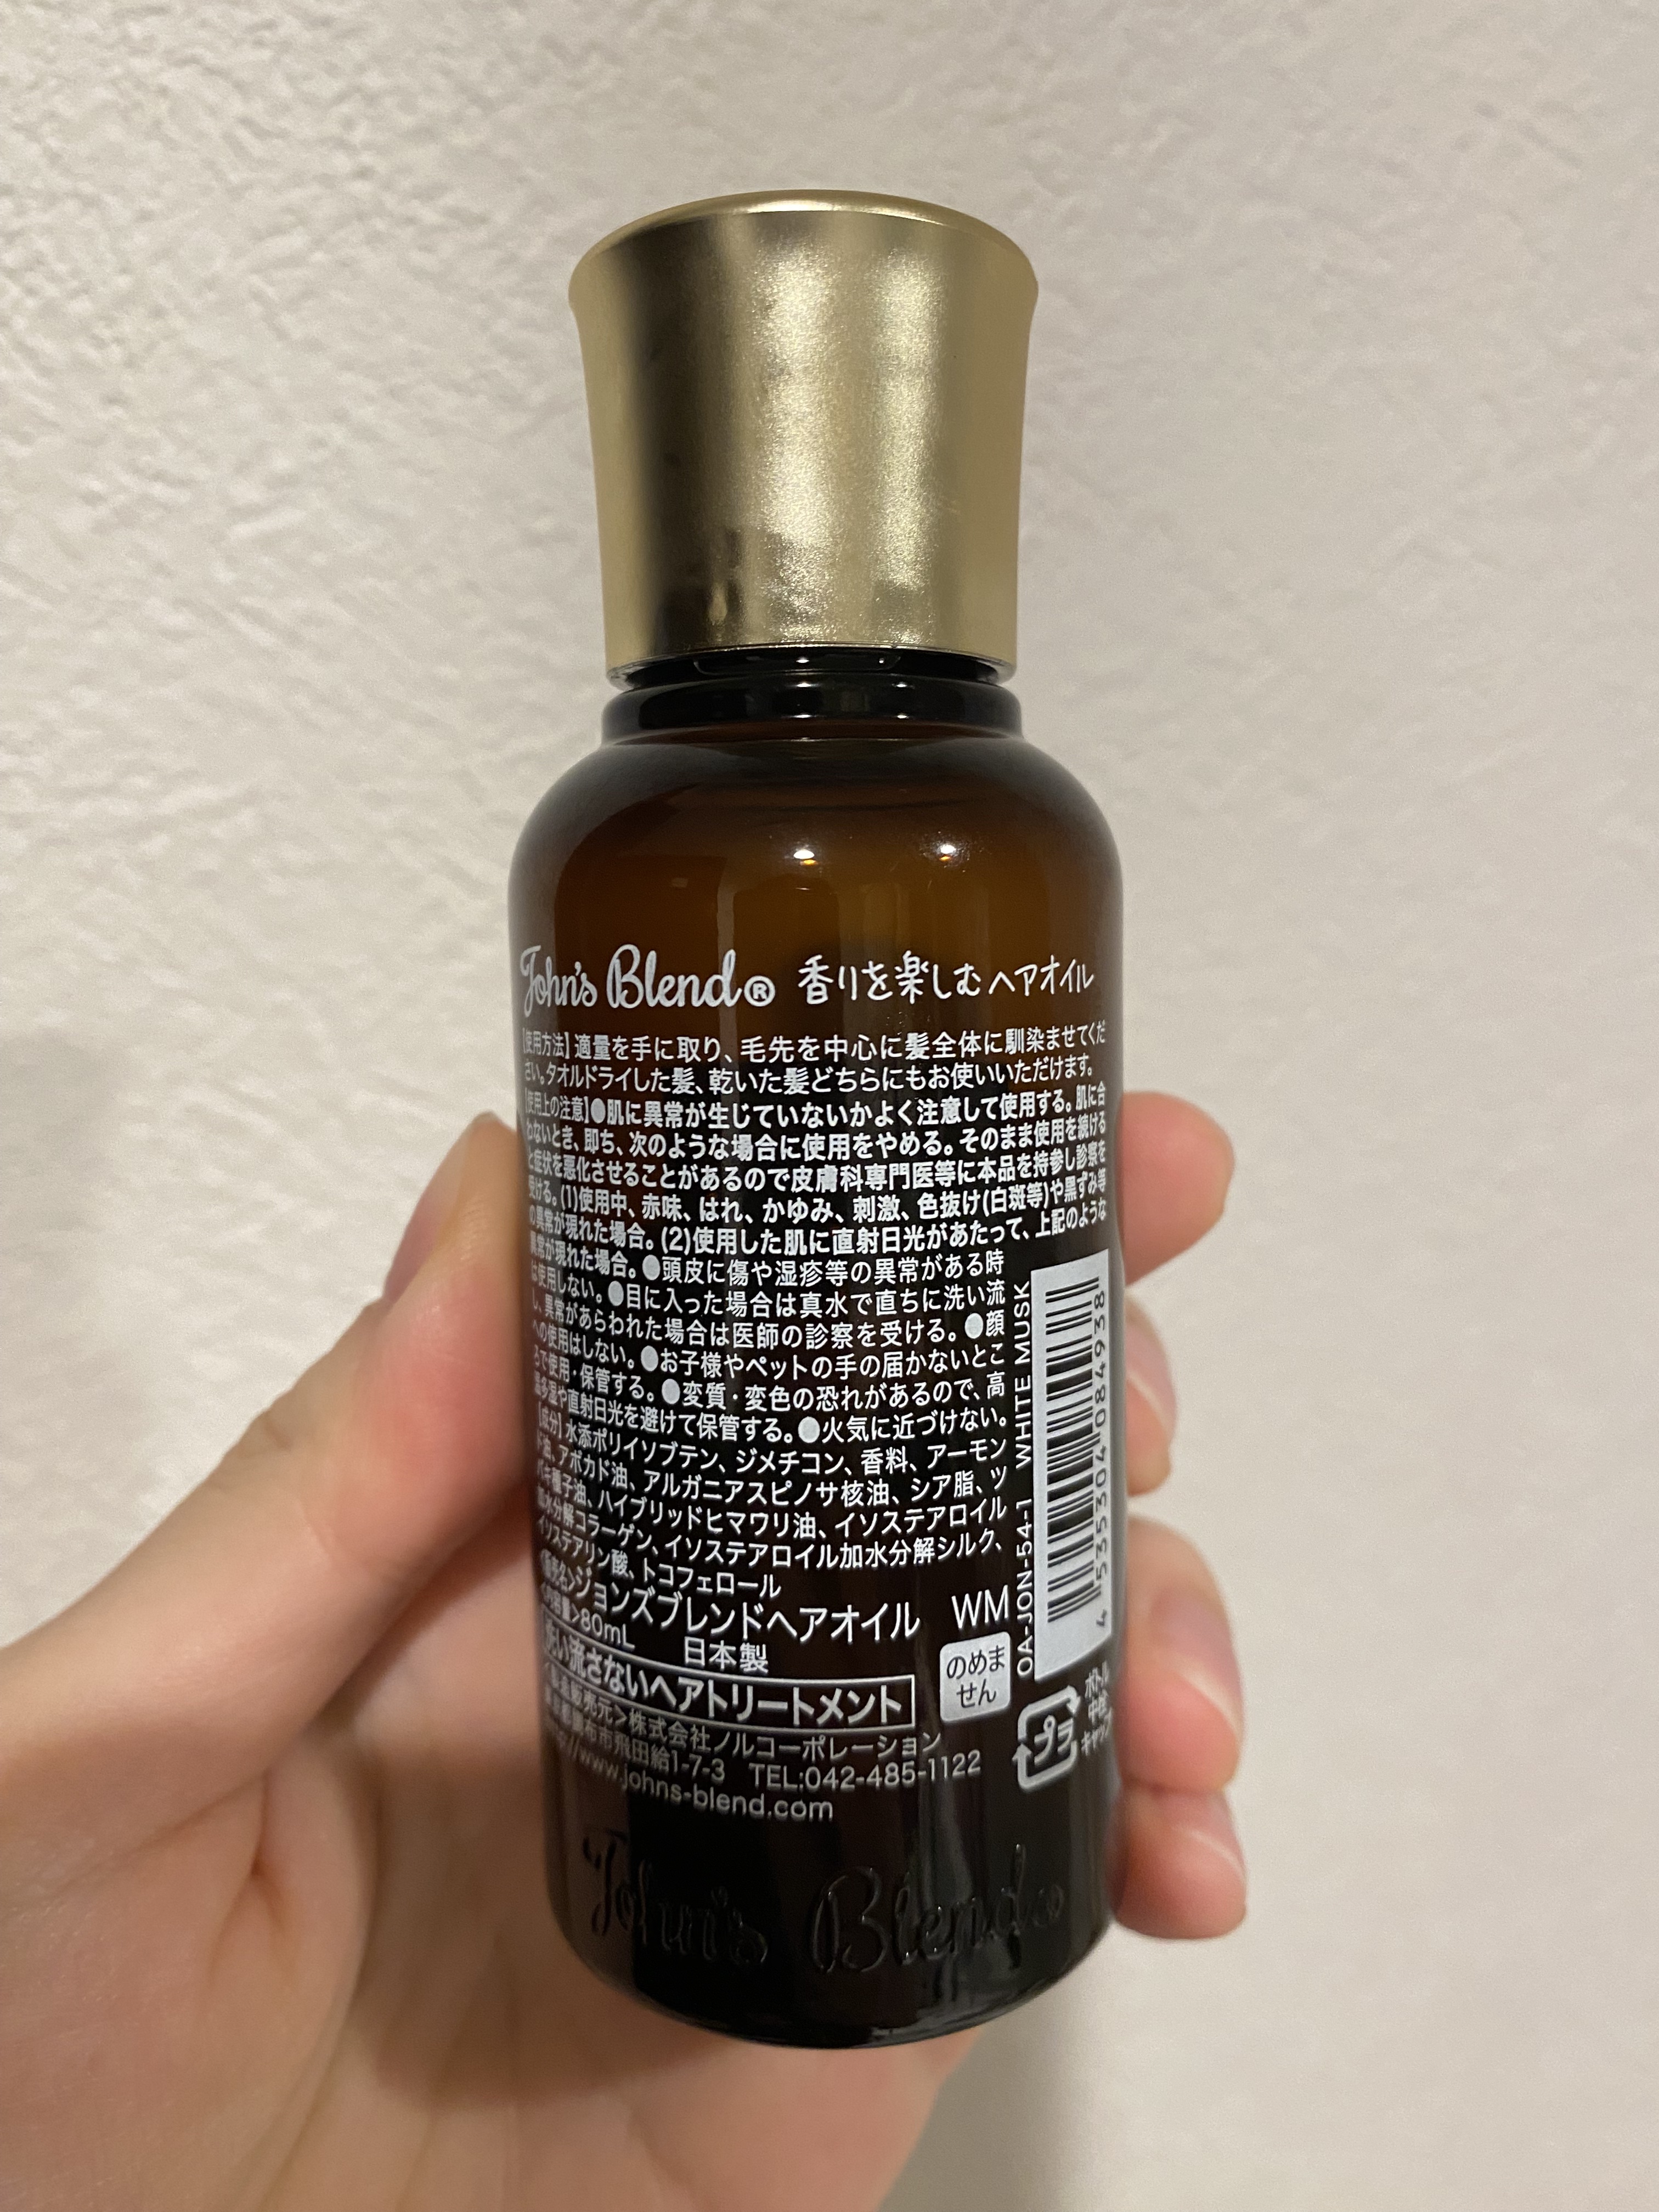 John's Blend® 香りを楽しむヘアオイル
【使用方法】適量を手に取り、毛先を中心に髪全体に馴染ませてくだ
さい。タオルドライした髪、乾いた髪どちらにもお使いいただけます。
【使用上の注意】●肌に異常が生じていないかよく注意して使用する。肌に合
わないとき、即ち、次のような場合に使用をやめる。そのまま使用を続ける
と症状を悪化させることがあるので皮膚科専門医等に本品を持参し診察を
受ける。(1)使用中、赤味、はれ、かゆみ、刺激、色抜け(白斑等)や黒ずみ等
の異常が現れた場合。(2)使用した肌に直射日光があたって、上記のような
異常が現れた場合。●頭皮に傷や湿疹等の異常がある時
は使用しない。●目に入った場合は真水で直ちに洗い流
し、異常があらわれた場合は医師の診察を受ける。●顔
への使用はしない。●お子様やペットの手の届かないとこ
ろで使用・保管する。●変質・変色の恐れがあるので、高
温多湿や直射日光を避けて保管する。●火気に近づけない。
【成分】水添ポリイソブテン、ジメチコン、香料、アーモン
ド油、アボカド油、アルガニアスピノサ核油、シア脂、ツ
バキ種子油、ハイブリッドヒマワリ油、イソステアロイル
加水分解コラーゲン、イソステアロイル加水分解シルク、
イソステアリン酸、トコフェロール
<販売名>ジョンズブレンドヘアオイル WM
<内容量>80mL 日本製
洗い流さないヘアトリートメント
のめま
せん
販売元>株式会社ノルコーポレーション
布市飛田給1-7-3 TEL:042-485-1122
http://www.johns-blend.com
OA-JON-54-1 WHITE MUSK
4 535304 084938
プラ
ボトル
中栓
キャップ
John's Blend®